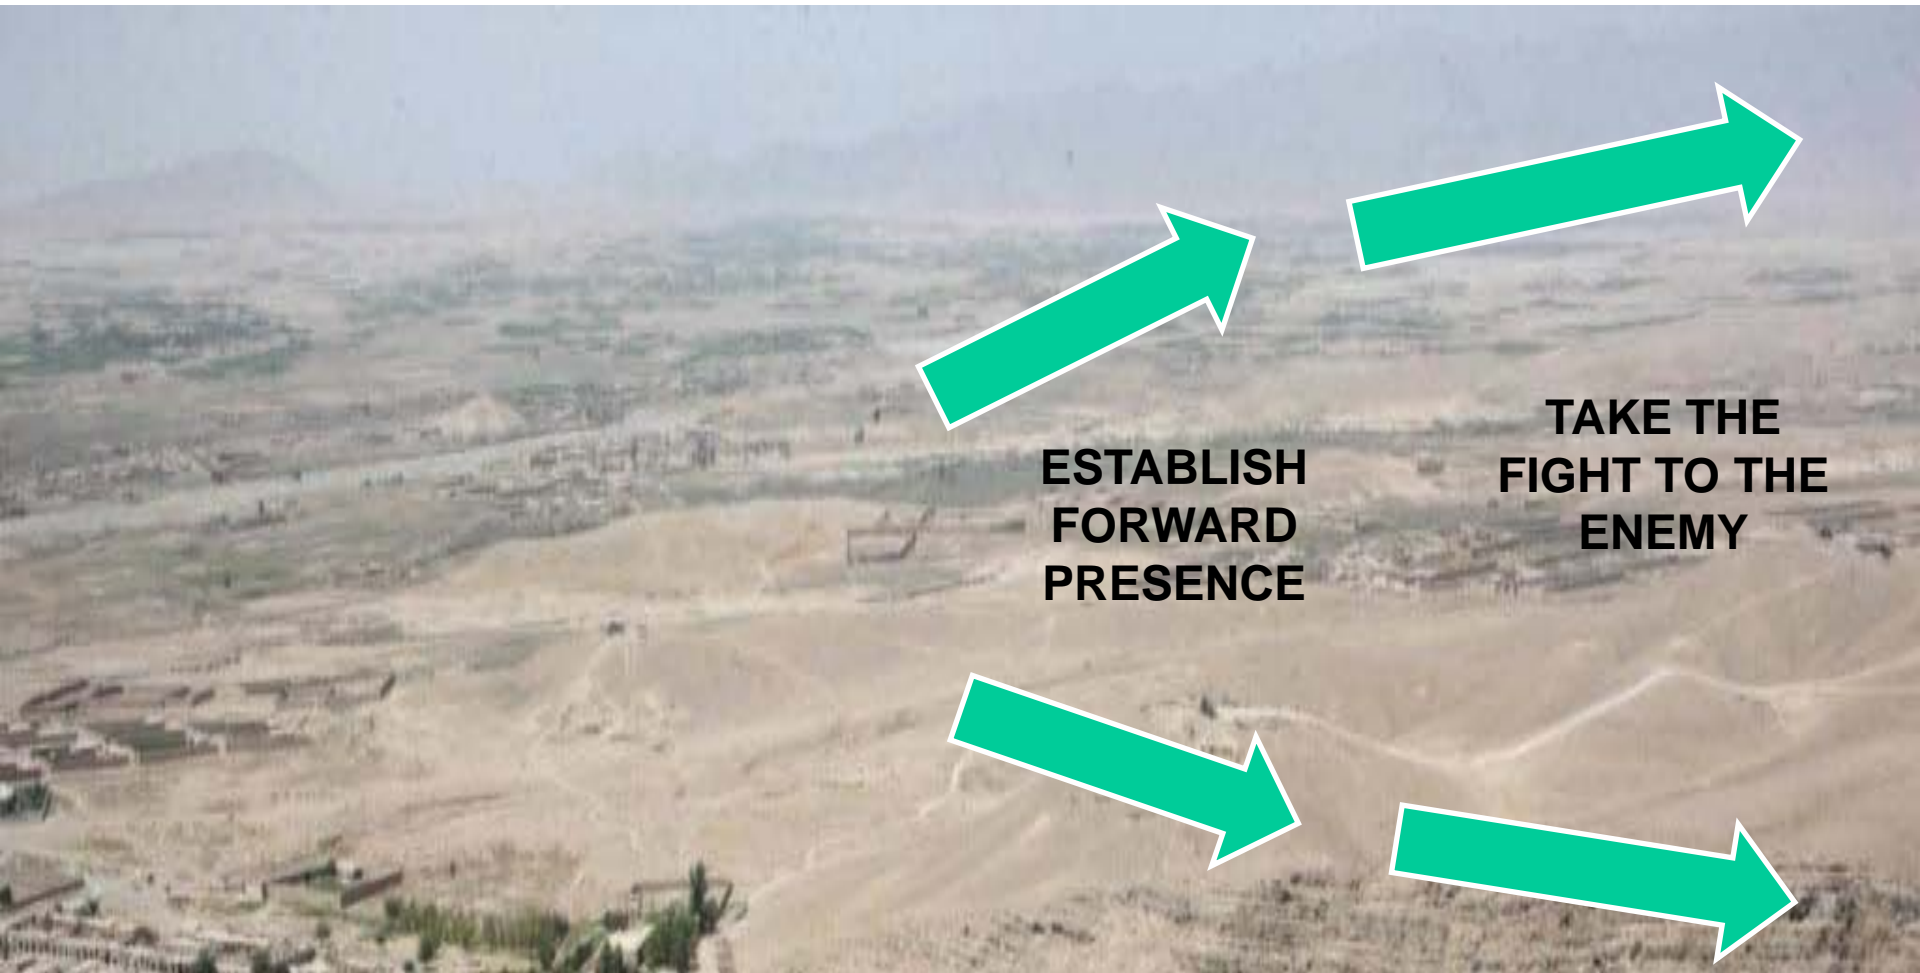 ESTABLISH
FORWARD
PRESENCE
TAKE THE
FIGHT TO THE
ENEMY